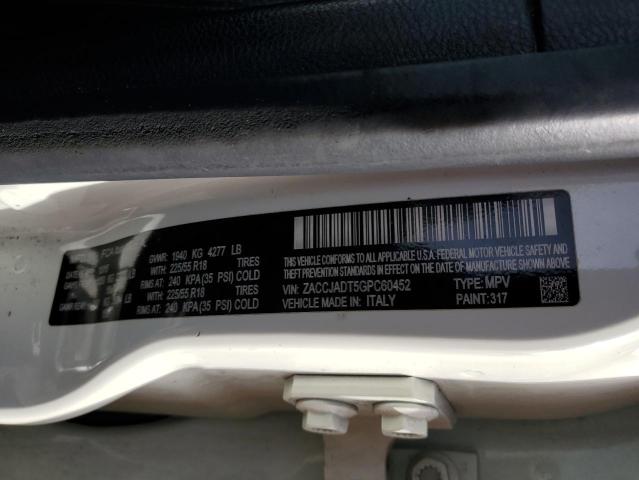 FCA
GVWR: 1940 KG 4277 LB
WITH: 225/55 R18 TIRES
RING AT: 240 KPA (35 PSI) COLD
WITH: 225/55 R18 TIRES
RING AT: 240 KPA (35 PSI) COLD
THIS VEHICLE CONFORMS TO ALL APPLICABLE U.S.A. FEDERAL MOTOR VEHICLE SAFETY AND
THEFT PREVENTION STANDARDS IN EFFECT ON THE DATE OF MANUFACTURE SHOWN ABOVE.
VIN: ZACCJADT5GPC60452 TYPE: MPV
VEHICLE MADE IN: ITALY PAINT: 317